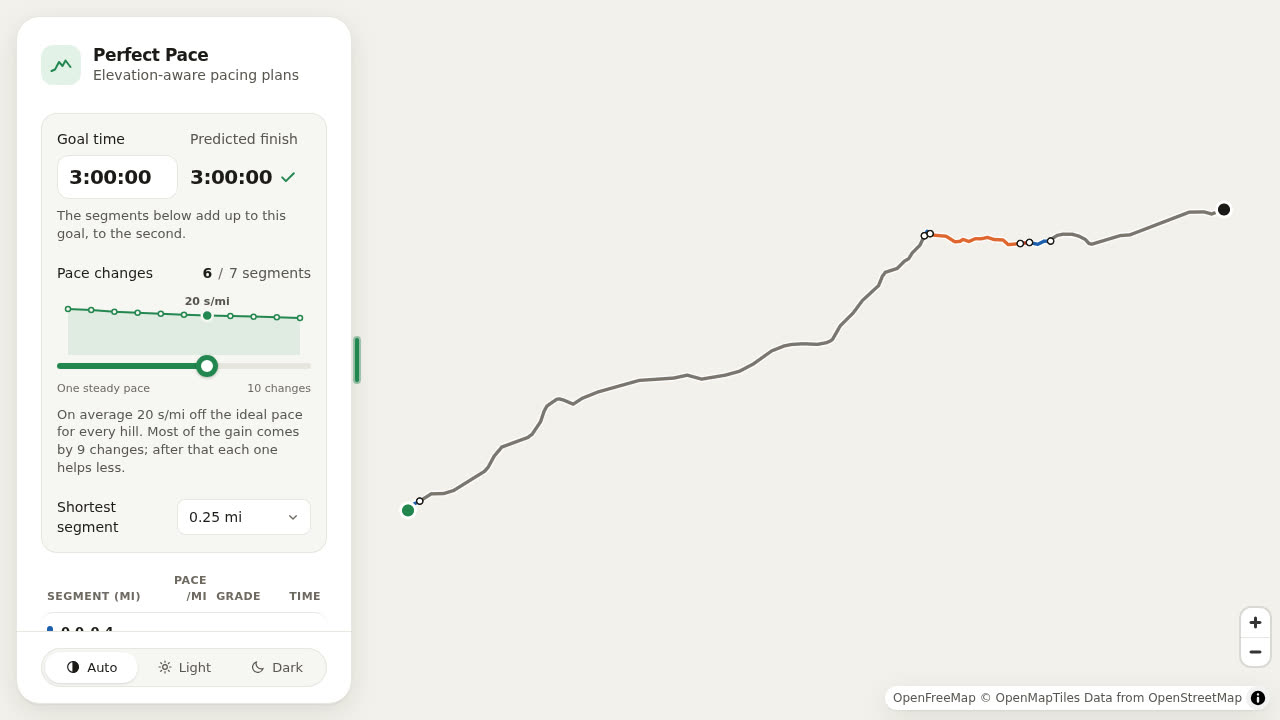 Perfect Pace
Elevation-aware pacing plans
Goal time
Predicted finish
3:00:00
3:00:00
The segments below add up to this
goal, to the second.
Pace changes
6 / 7 segments
20 s/mi
One steady pace
10 changes
On average 20 s/mi off the ideal pace
for every hill. Most of the gain comes
by 9 changes; after that each one
helps less.
Shortest
segment
0.25 mi
SEGMENT (MI)
PACE
/MI
GRADE
TIME
Auto
Light
Dark
OpenFreeMap © OpenMapTiles Data from OpenStreetMap